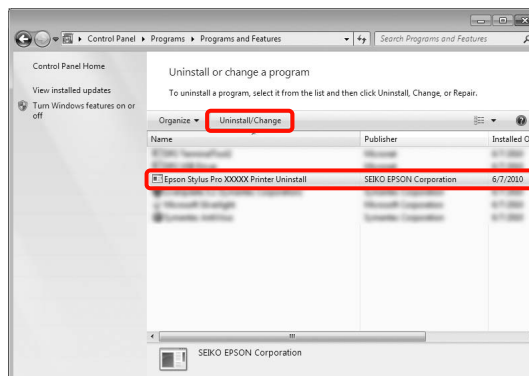 Control Panel ▸ Programs ▸ Programs and Features
Search Programs and Features
Control Panel Home
View installed updates
Turn Windows features on or
off
Uninstall or change a program
To uninstall a program, select it from the list and then click Uninstall, Change, or Repair.
Organize Uninstall/Change
Name Publisher Installed O
Epson Stylus Pro XXXXX Printer Uninstall SEIKO EPSON Corporation 6/7/2010
SEIKO EPSON Corporation